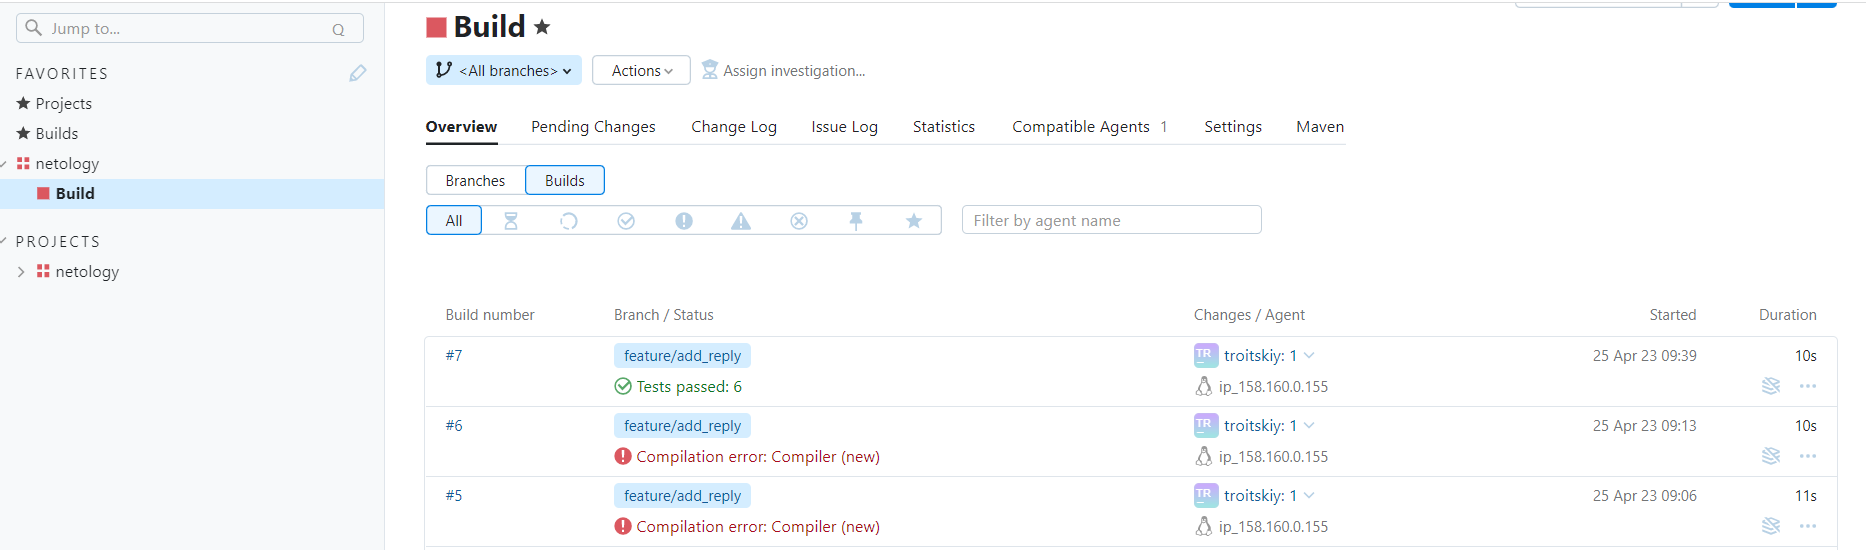 Jump to... Q
FAVORITES
Projects
Builds
netology
Build
PROJECTS
netology
Build
<All branches> Actions Assign investigation...
Overview Pending Changes Change Log Issue Log Statistics Compatible Agents 1 Settings Maven
Branches Builds
All Filter by agent name
Build number Branch / Status Changes / Agent Started Duration
#7 feature/add_reply TR troitskiy: 1 25 Apr 23 09:39 10s
Tests passed: 6 ip_158.160.0.155
#6 feature/add_reply TR troitskiy: 1 25 Apr 23 09:13 10s
Compilation error: Compiler (new) ip_158.160.0.155
#5 feature/add_reply TR troitskiy: 1 25 Apr 23 09:06 11s
Compilation error: Compiler (new) ip_158.160.0.155